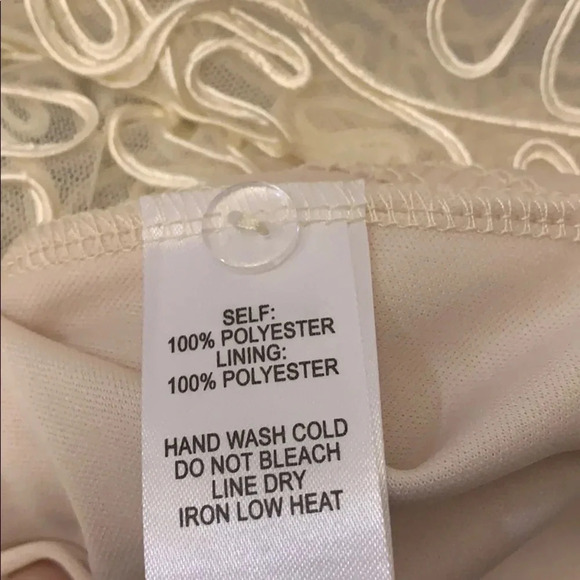 SELF:
100% POLYESTER
LINING:
100% POLYESTER
HAND WASH COLD
DO NOT BLEACH
LINE DRY
IRON LOW HEAT